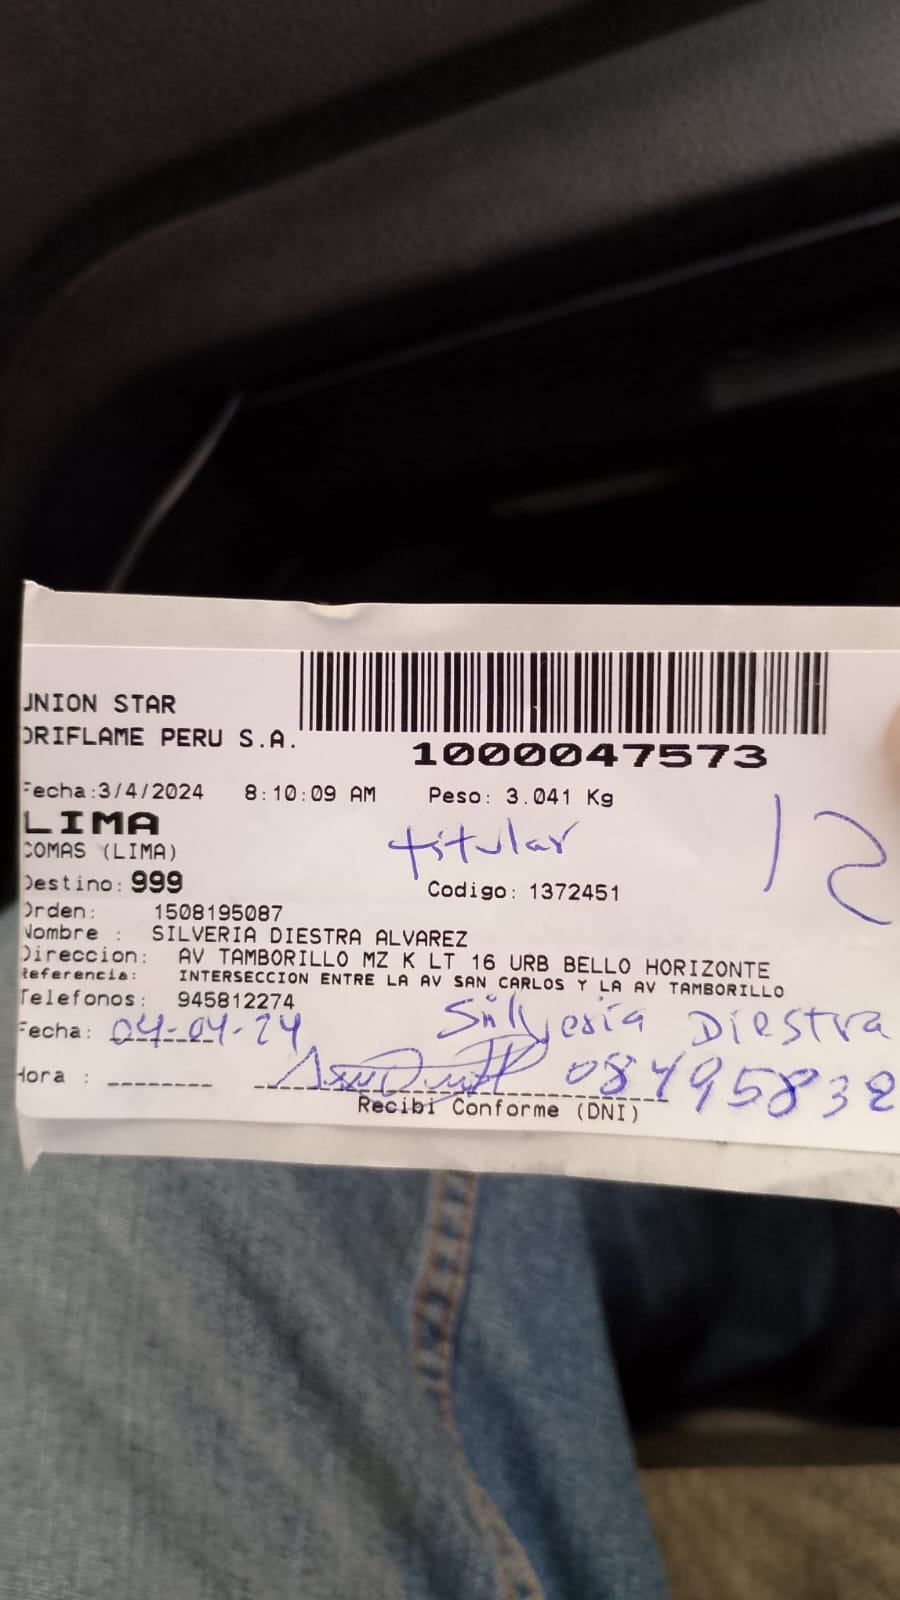 UNION STAR
ORIFLAME PERU S.A.
1000047573
Fecha:3/4/2024 8:10:09 AM Peso: 3.041 Kg
LIMA
COMAS (LIMA)
titular
12
Destino: 999
Codigo: 1372451
Orden: 1508195087
Nombre : SILVERIA DIESTRA ALVAREZ
Direccion: AV TAMBORILLO MZ K LT 16 URB BELLO HORIZONTE
Referencia: INTERSECCION ENTRE LA AV SAN CARLOS Y LA AV TAMBORILLO
Telefonos: 945812274
Silveria Diestra
Fecha: 04-04-24
Hora : 08495832
Recibi Conforme (DNI)